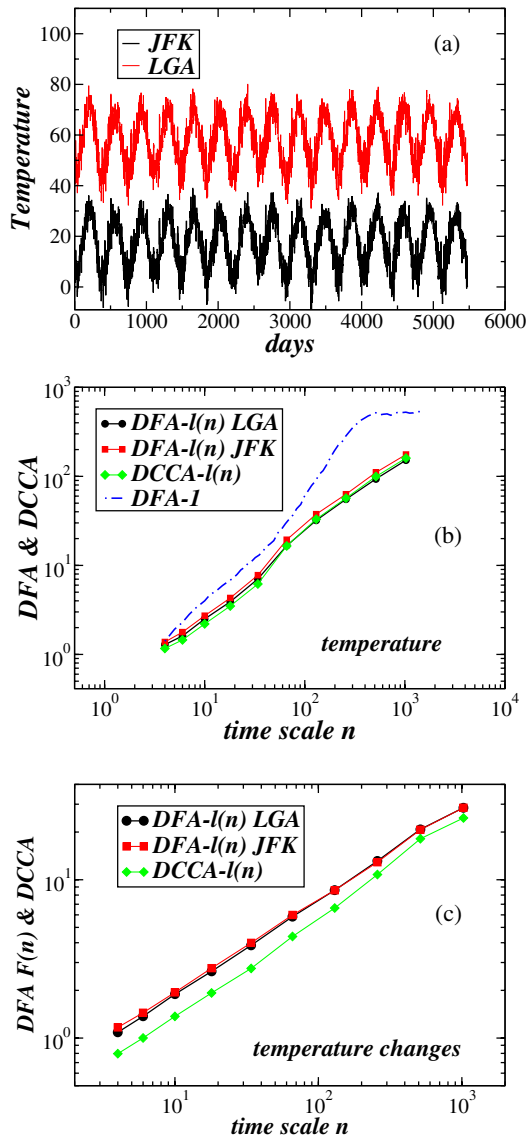 JFK
LGA
(a)
100
80
60
40
20
0
Temperature
0 1000 2000 3000 4000 5000 6000
days
DFA-l(n) LGA
DFA-l(n) JFK
DCCA-l(n)
DFA-1
10^3
10^2
10^1
10^0
DFA & DCCA
(b)
temperature
10^0 10^1 10^2 10^3 10^4
time scale n
DFA-l(n) LGA
DFA-l(n) JFK
DCCA-l(n)
10^1
10^0
DFA F(n) & DCCA
(c)
temperature changes
10^1 10^2 10^3
time scale n